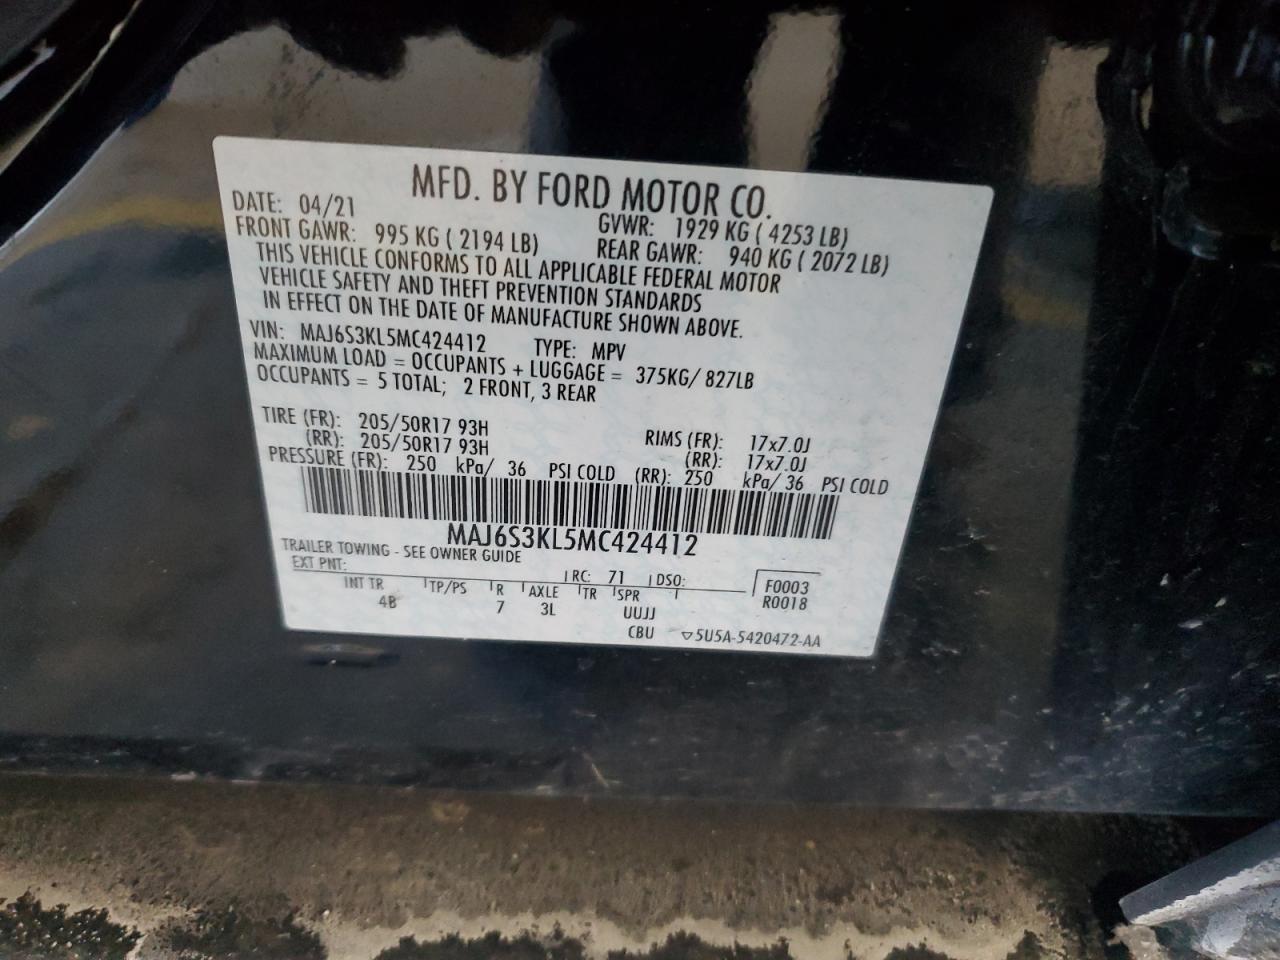 MFD. BY FORD MOTOR CO.
DATE: 04/21 GVWR: 1929 KG ( 4253 LB)
FRONT GAWR: 995 KG ( 2194 LB) REAR GAWR: 940 KG ( 2072 LB)
THIS VEHICLE CONFORMS TO ALL APPLICABLE FEDERAL MOTOR
VEHICLE SAFETY AND THEFT PREVENTION STANDARDS
IN EFFECT ON THE DATE OF MANUFACTURE SHOWN ABOVE.
VIN: MAJ6S3KL5MC424412 TYPE: MPV
MAXIMUM LOAD = OCCUPANTS + LUGGAGE = 375KG/ 827LB
OCCUPANTS = 5 TOTAL; 2 FRONT, 3 REAR
TIRE (FR): 205/50R17 93H RIMS (FR): 17x7.0J
(RR): 205/50R17 93H (RR): 17x7.0J
PRESSURE (FR): 250 kPa/ 36 PSI COLD (RR): 250 kPa/ 36 PSI COLD
MAJ6S3KL5MC424412
TRAILER TOWING - SEE OWNER GUIDE
EXT PNT: RC: 71 DSO: F0003
INT TR TP/PS R AXLE TR SPR R0018
4B 7 3L UUJJ
CBU ▽5U5A-5420472-AA